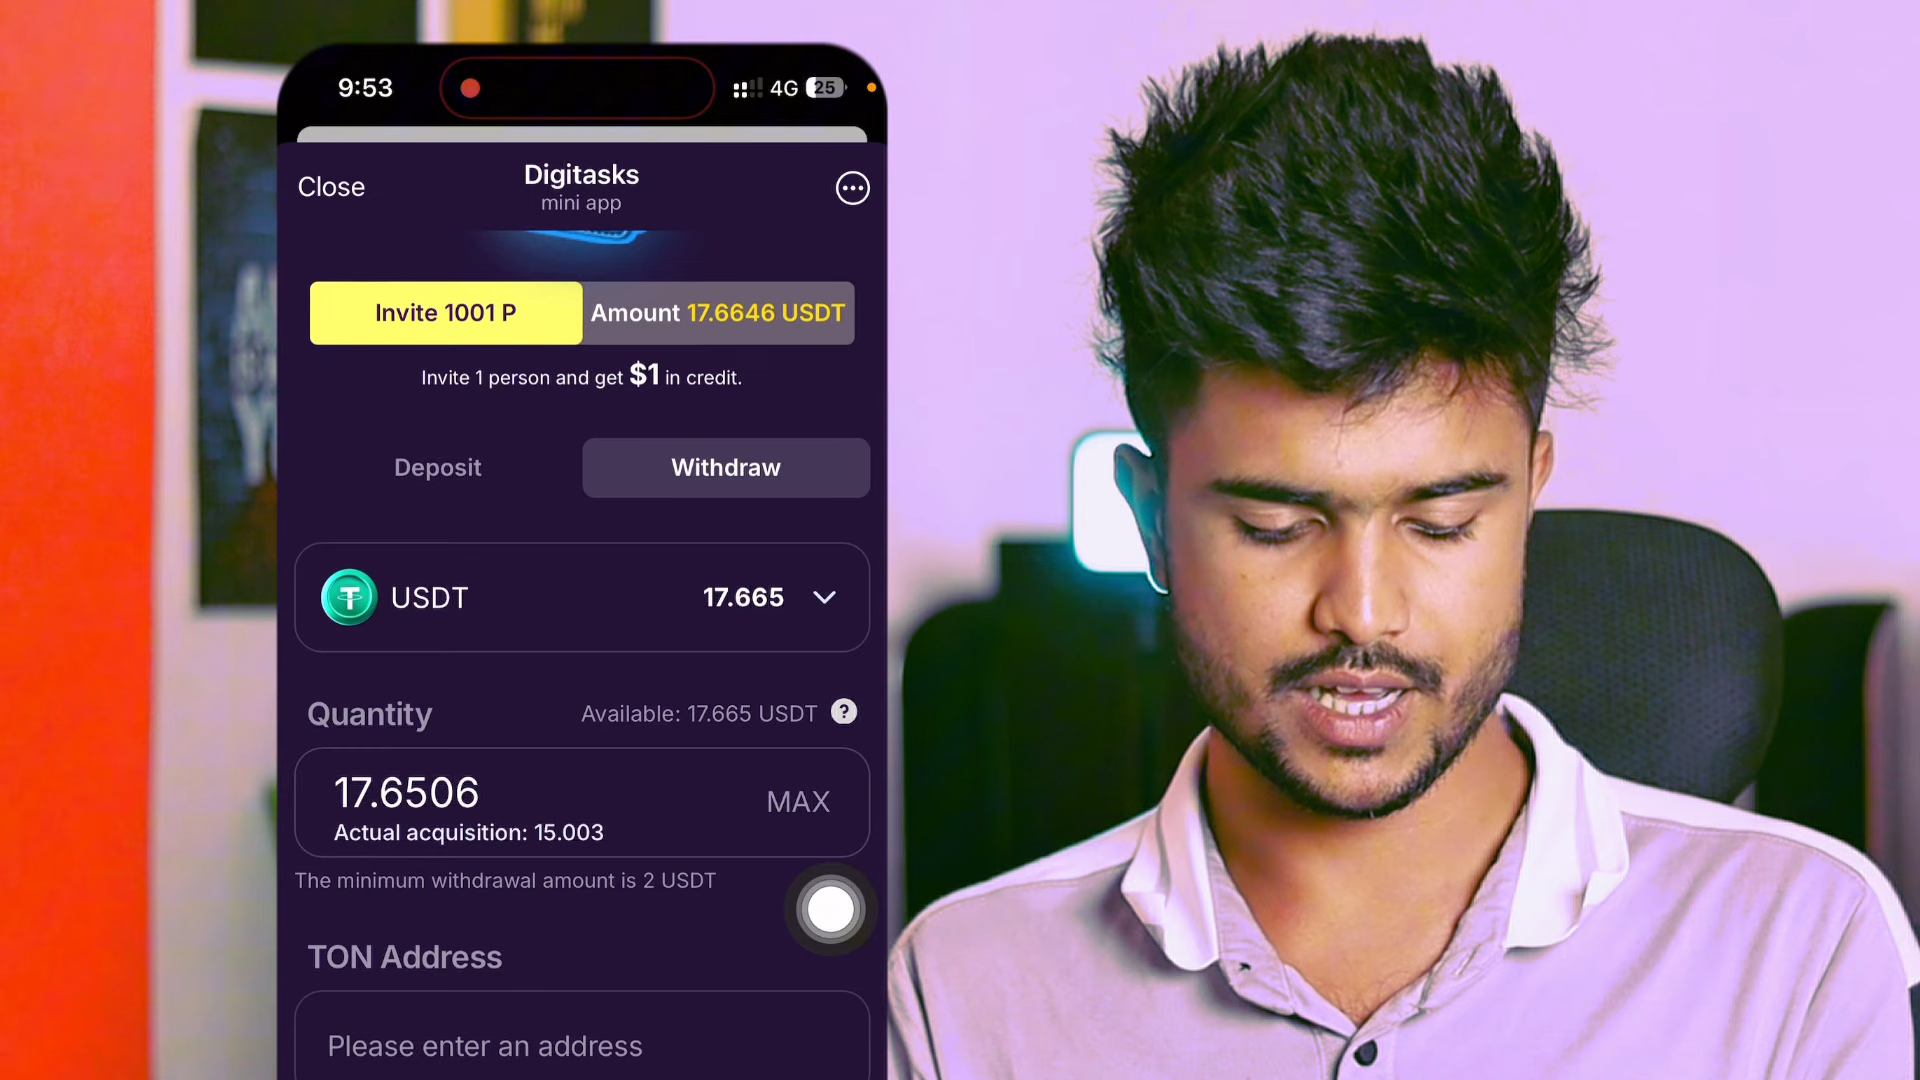 9:53
4G 25
Close
Digitasks
mini app
Invite 1001 P
Amount 17.6646 USDT
Invite 1 person and get $1 in credit.
Deposit
Withdraw
USDT
17.665
Quantity
Available: 17.665 USDT ?
17.6506
MAX
Actual acquisition: 15.003
The minimum withdrawal amount is 2 USDT
TON Address
Please enter an address